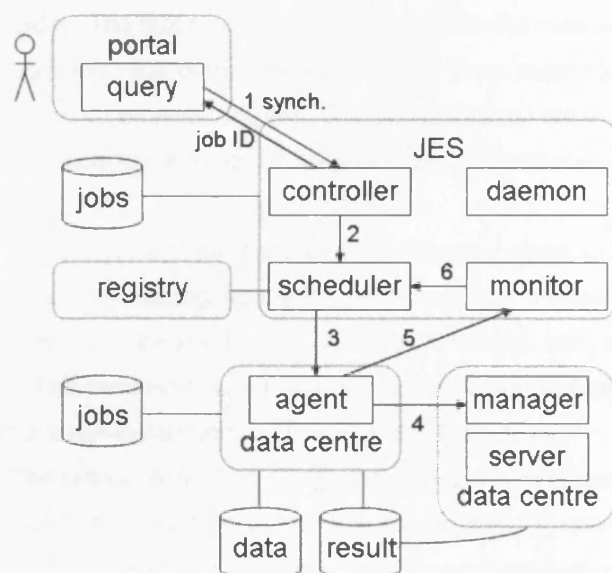 portal
query
1 synch.
job ID
JES
jobs
controller
daemon
2
registry
scheduler
6
monitor
3
5
jobs
agent
4
manager
data centre
server
data centre
data
result